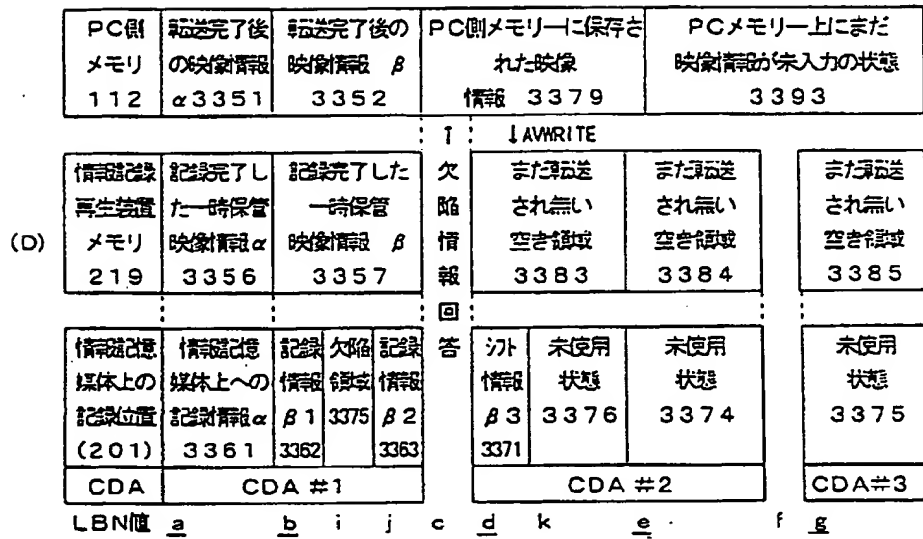 PC側 転送完了後 転送完了後の PC側メモリーに保存さ PCメモリー上にまだ
メモリ の映像情報 映像情報 β れた映像 映像情報が未入力の状態
112 α3351 3352 情報 3379 3393
↑ ↓AVWRITE
情報記録 記録完了し 記録完了した 欠 まだ転送 まだ転送 まだ転送
再生装置 た一時保管 一時保管 陥 され無い され無い され無い
(D) メモリ 映像情報α 映像情報 β 情 空き領域 空き領域 空き領域
219 3356 3357 報 3383 3384 3385
回
情報記憶 情報記憶 記録 欠陥 記録 答 シフト 未使用 未使用 未使用
媒体上の 媒体上への 情報 領域 情報 情報 状態 状態 状態
記録位置 記録情報α β1 3375 β2 β3 3376 3374 3375
(201) 3361 3362 3363 3371
CDA CDA #1 CDA #2 CDA#3
LBN値 a b i j c d k e f g